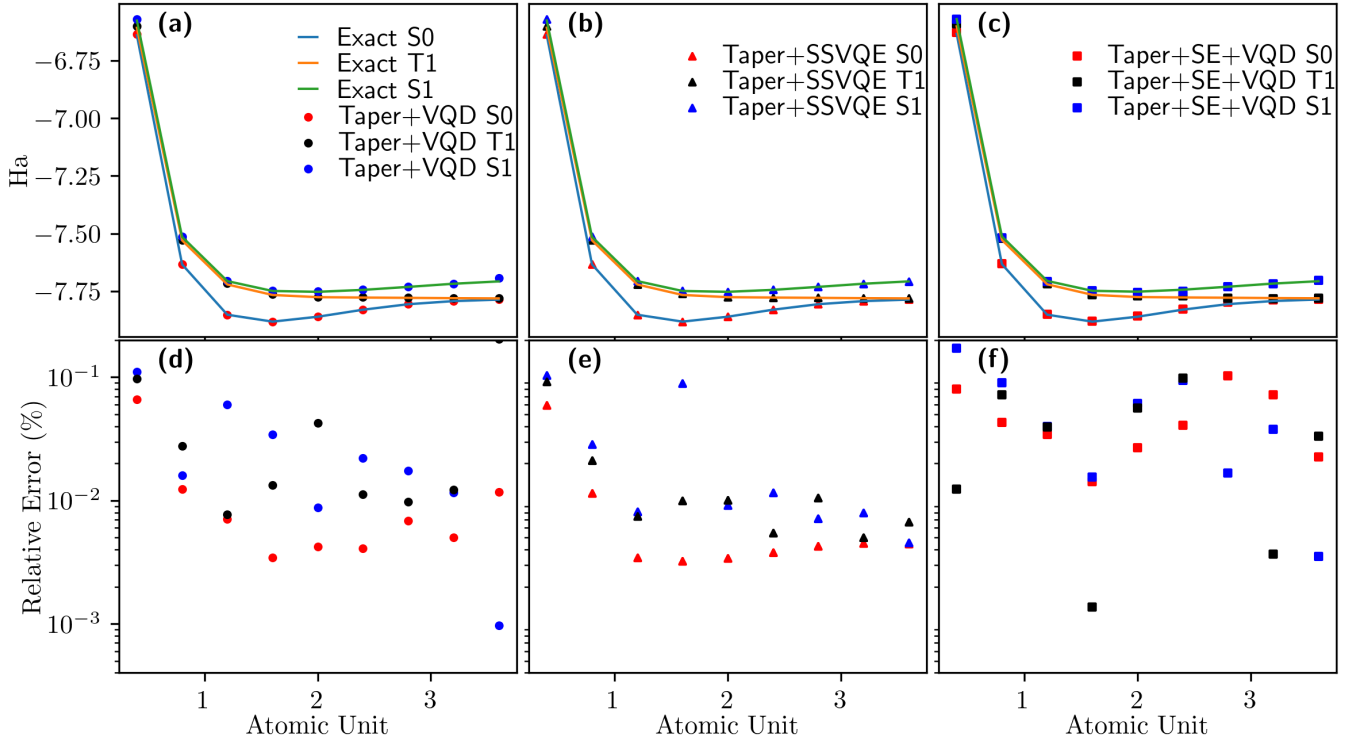 (a)
Exact S0
Exact T1
Exact S1
Taper+VQD S0
Taper+VQD T1
Taper+VQD S1
(b)
Taper+SSVQE S0
Taper+SSVQE T1
Taper+SSVQE S1
(c)
Taper+SE+VQD S0
Taper+SE+VQD T1
Taper+SE+VQD S1
Ha
−6.75
−7.00
−7.25
−7.50
−7.75
(d)
(e)
(f)
Relative Error (%)
10⁻¹
10⁻²
10⁻³
1 2 3
1 2 3
1 2 3
Atomic Unit
Atomic Unit
Atomic Unit